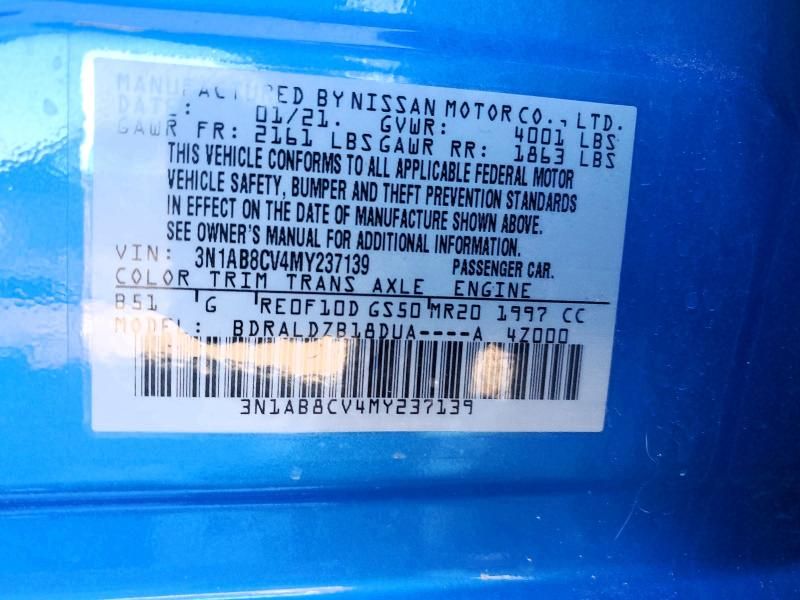 MANUFACTURED BY NISSAN MOTOR CO., LTD.
DATE: 01/21. GVWR: 4001 LBS
GAWR FR: 2161 LBS GAWR RR: 1863 LBS
THIS VEHICLE CONFORMS TO ALL APPLICABLE FEDERAL MOTOR
VEHICLE SAFETY, BUMPER AND THEFT PREVENTION STANDARDS
IN EFFECT ON THE DATE OF MANUFACTURE SHOWN ABOVE.
SEE OWNER'S MANUAL FOR ADDITIONAL INFORMATION.
VIN: 3N1AB8CV4MY237139 PASSENGER CAR.
COLOR TRIM TRANS AXLE ENGINE
B51 G RE0F10D GS50 MR20 1997 CC
MODEL: BDRALDZB18DUA----A 4Z000
3N1AB8CV4MY237139